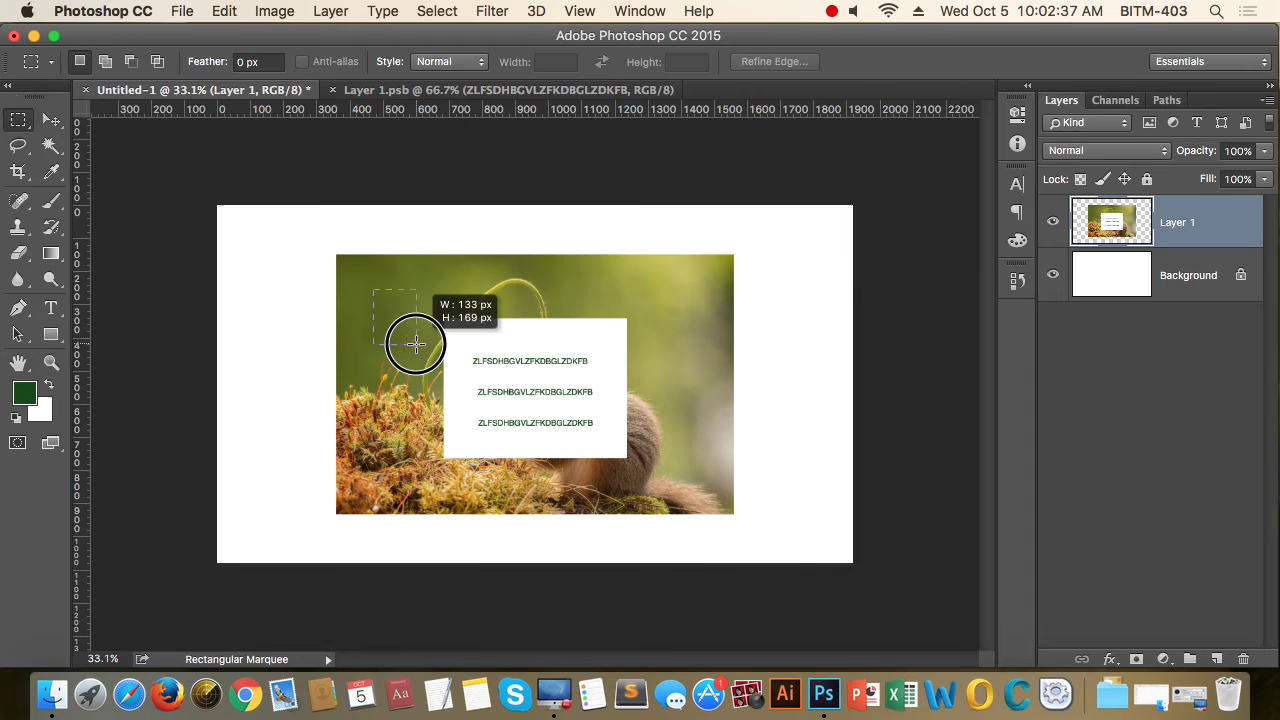 Photoshop CC File Edit Image Layer Type Select Filter 3D View Window Help Wed Oct 5 10:02:37 AM BITM-403
Adobe Photoshop CC 2015
Feather: 0 px Anti-alias Style: Normal Width: Height: Refine Edge... Essentials
Untitled-1 @ 33.1% (Layer 1, RGB/8) * Layer 1.psb @ 66.7% (ZLFSDHBGVLZFKDBGLZDKFB, RGB/8)
300 200 100 0 100 200 300 400 500 600 700 800 900 1000 1100 1200 1300 1400 1500 1600 1700 1800 1900 2000 2100 2200
Layers Channels Paths
Kind
Normal Opacity: 100%
Lock: Fill: 100%
Layer 1
Background
W : 133 px
H : 169 px
ZLFSDHBGVLZFKDBGLZDKFB
ZLFSDHBGVLZFKDBGLZDKFB
ZLFSDHBGVLZFKDBGLZDKFB
33.1% Rectangular Marquee